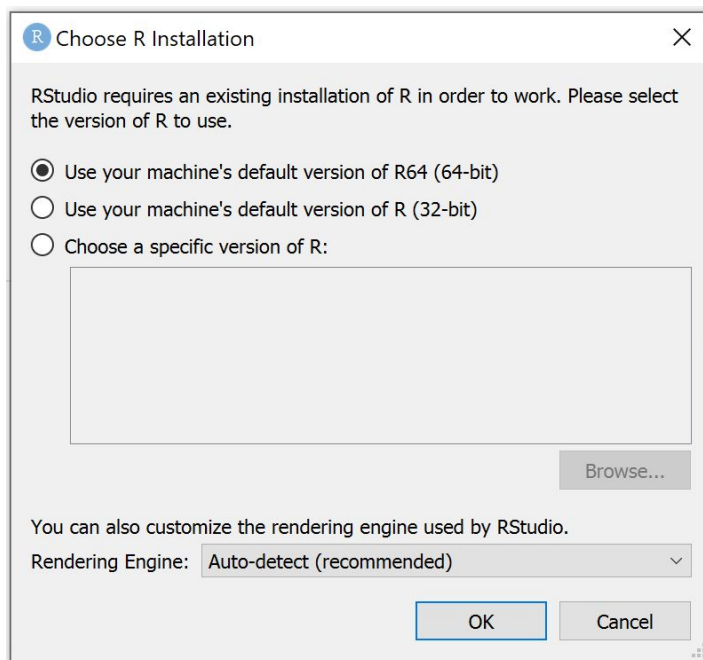 R Choose R Installation
RStudio requires an existing installation of R in order to work. Please select
the version of R to use.
Use your machine's default version of R64 (64-bit)
Use your machine's default version of R (32-bit)
Choose a specific version of R:
Browse...
You can also customize the rendering engine used by RStudio.
Rendering Engine: Auto-detect (recommended)
OK Cancel